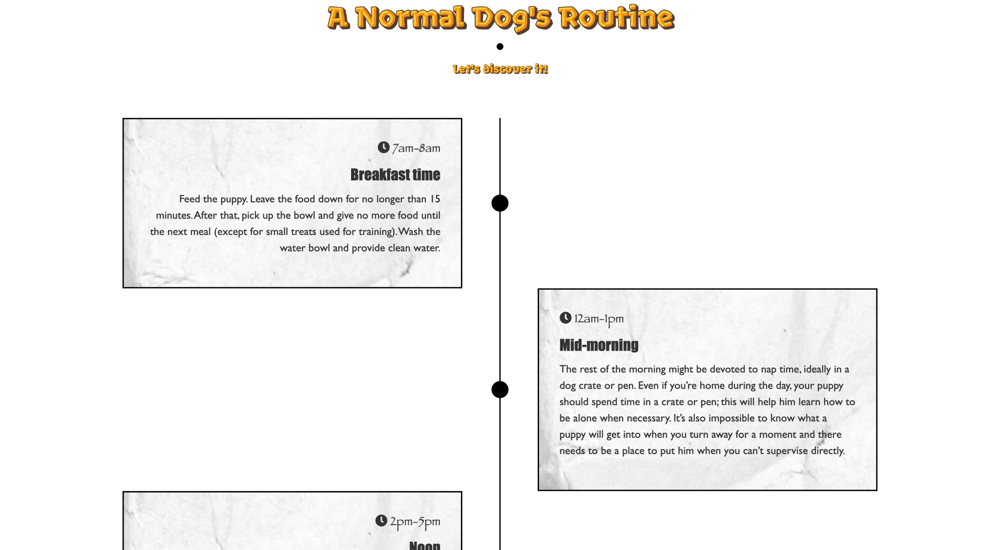 A Normal Dog's Routine
Let's discover it!
7am-8am
Breakfast time
Feed the puppy. Leave the food down for no longer than 15
minutes. After that, pick up the bowl and give no more food until
the next meal (except for small treats used for training). Wash the
water bowl and provide clean water.
12am-1pm
Mid-morning
The rest of the morning might be devoted to nap time, ideally in a
dog crate or pen. Even if you’re home during the day, your puppy
should spend time in a crate or pen; this will help him learn how to
be alone when necessary. It’s also impossible to know what a
puppy will get into when you turn away for a moment and there
needs to be a place to put him when you can’t supervise directly.
2pm-5pm
Noon